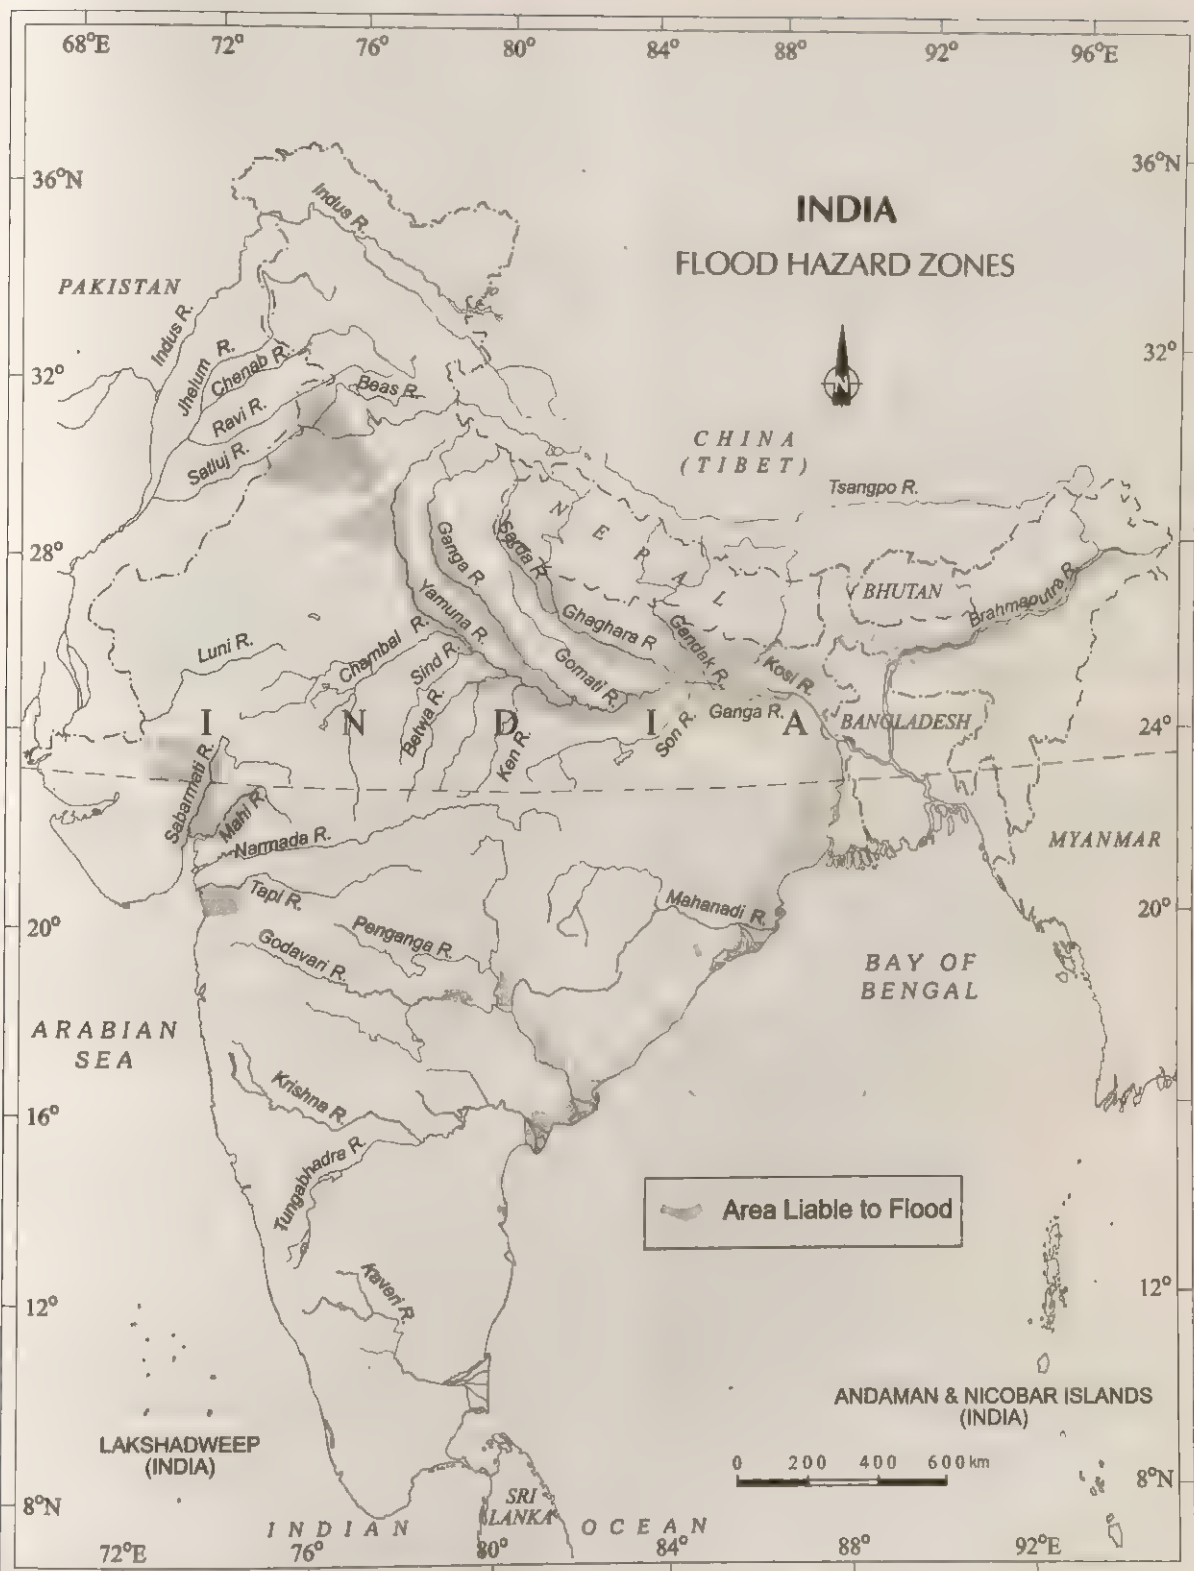 68°E 72° 76° 80° 84° 88° 92° 96°E
36°N
36°N
INDIA
FLOOD HAZARD ZONES
Indus R.
PAKISTAN
Indus R.
Jhelum R.
Chenab R.
Beas R.
Ravi R.
Satluj R.
32°
32°
N
CHINA
(TIBET)
Tsangpo R.
NEPAL
28°
Ganga R.
Sarda R.
BHUTAN
Brahmaputra R.
Yamuna R.
Ghaghara R.
Gandak R.
Kosi R.
Luni R.
Chambal R.
Sind R.
Gomati R.
Betwa R.
Ken R.
Son R.
Ganga R.
BANGLADESH
I N D I A
24°
24°
Sabarmati R.
Mahi R.
Narmada R.
MYANMAR
Tapi R.
Mahanadi R.
20°
20°
Penganga R.
Godavari R.
BAY OF
BENGAL
ARABIAN
SEA
Krishna R.
16°
16°
Tungabhadra R.
Area Liable to Flood
Kaveri R.
12°
12°
ANDAMAN & NICOBAR ISLANDS
(INDIA)
LAKSHADWEEP
(INDIA)
0 200 400 600 km
8°N
8°N
SRI
LANKA
INDIAN OCEAN
72°E 76° 80° 84° 88° 92°E